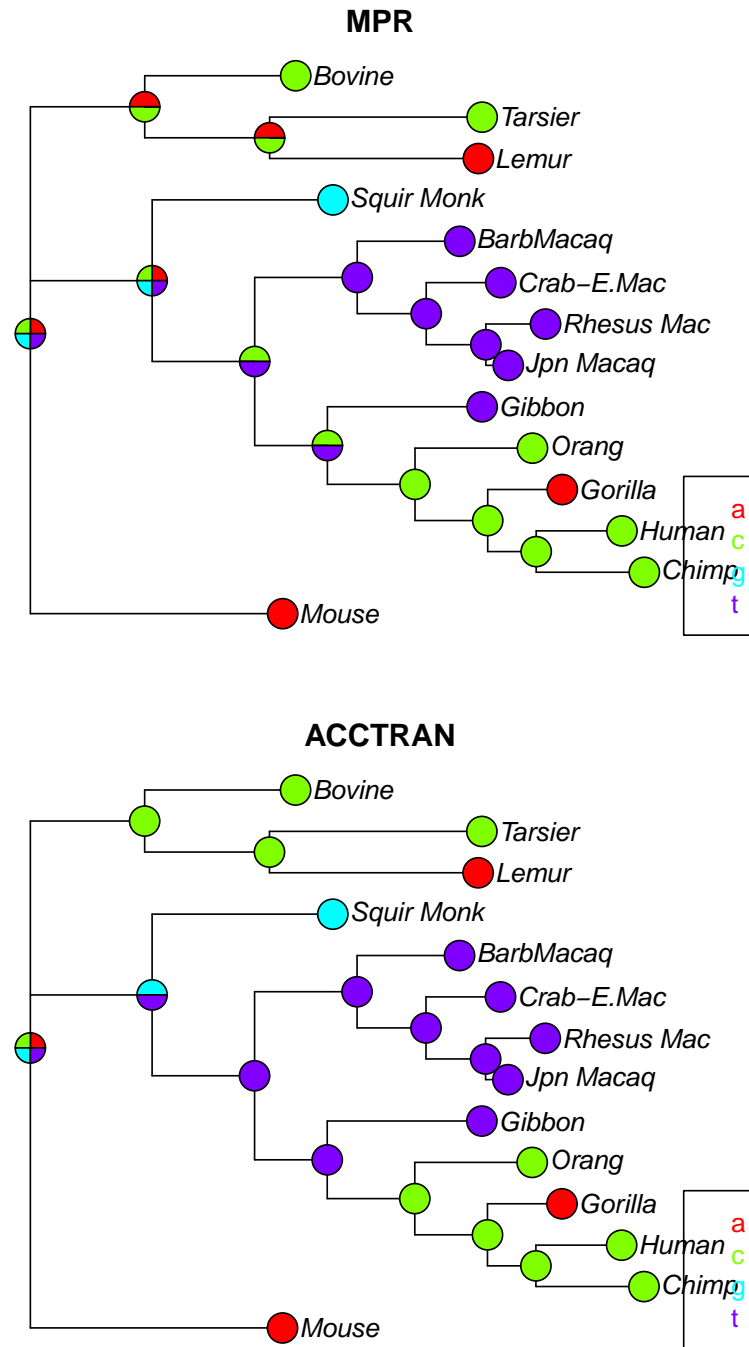 MPR
Bovine
Tarsier
Lemur
Squir Monk
BarbMacaq
Crab−E.Mac
Rhesus Mac
Jpn Macaq
Gibbon
Orang
Gorilla
Human
Chimp
Mouse
a
c
g
t
ACCTRAN
Bovine
Tarsier
Lemur
Squir Monk
BarbMacaq
Crab−E.Mac
Rhesus Mac
Jpn Macaq
Gibbon
Orang
Gorilla
Human
Chimp
Mouse
a
c
g
t